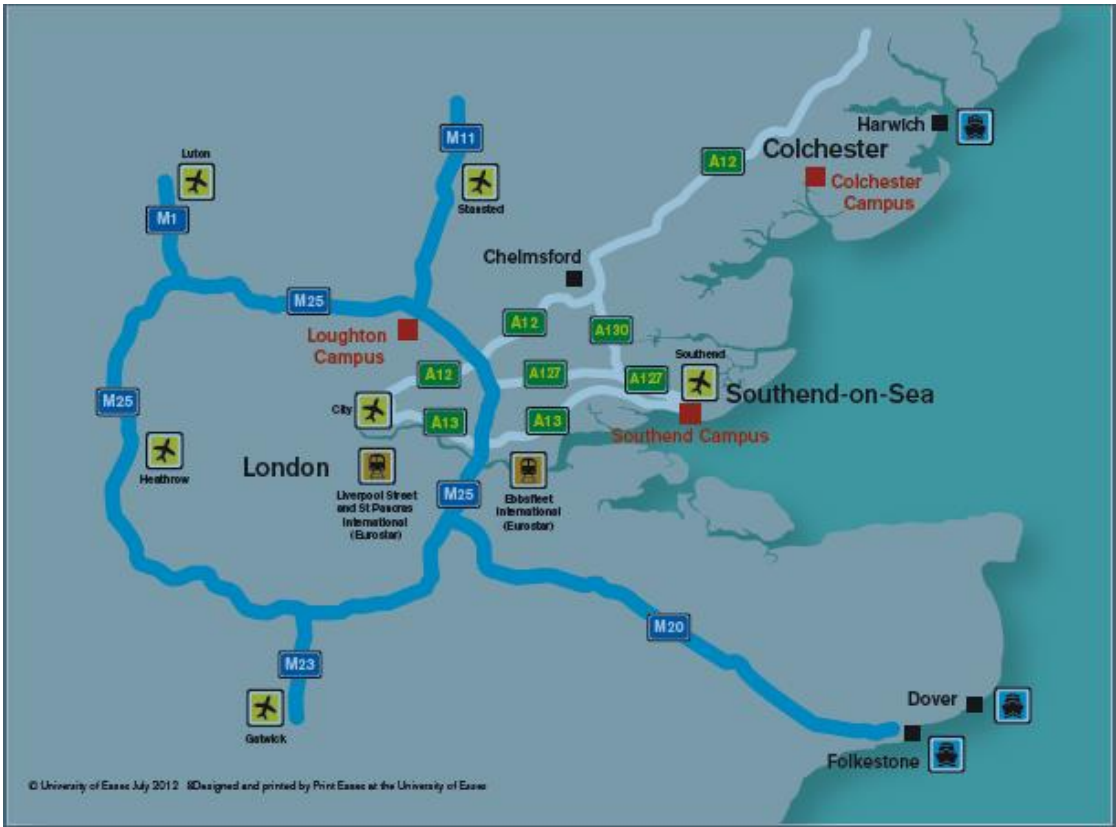 M11
Harwich
Luton
Colchester
A12
Stansted
Colchester
Campus
M1
Chelmsford
M25
A12
A130
Loughton
Campus
Southend
A12
A127
A127
M25
City
Southend-on-Sea
A13
A13
Southend Campus
London
Heathrow
M25
Liverpool Street
and St Pancras
International
(Eurostar)
Ebbsfleet
International
(Eurostar)
M20
M23
Dover
Gatwick
Folkestone
© University of Essex July 2012 &Designed and printed by Print Essex at the University of Essex